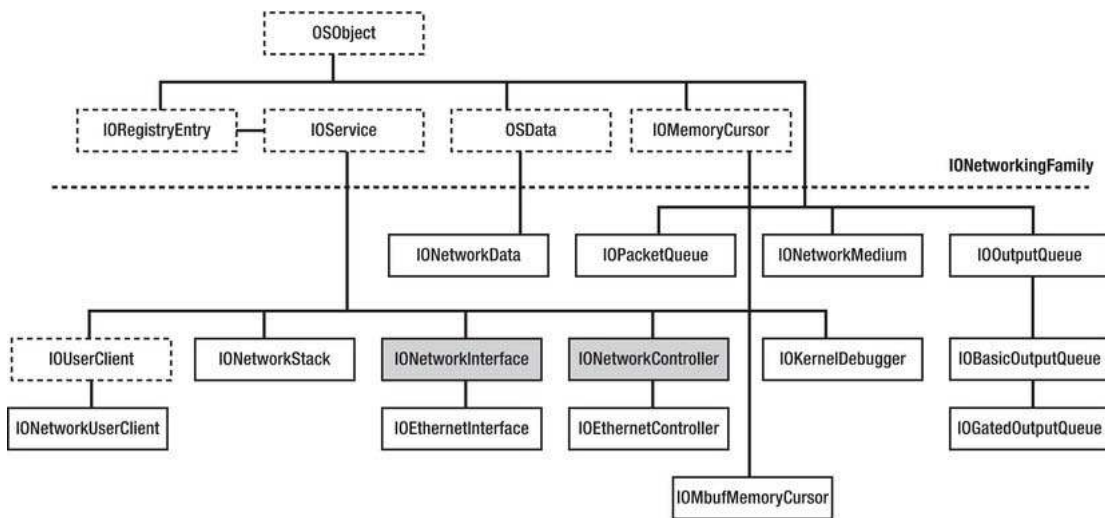 OSObject
IORegistryEntry
IOService
OSData
IOMemoryCursor
IONetworkingFamily
IONetworkData
IOPacketQueue
IONetworkMedium
IOOutputQueue
IOUserClient
IONetworkStack
IONetworkInterface
IONetworkController
IOKernelDebugger
IOBasicOutputQueue
IONetworkUserClient
IOEthernetInterface
IOEthernetController
IOGatedOutputQueue
IOMbufMemoryCursor